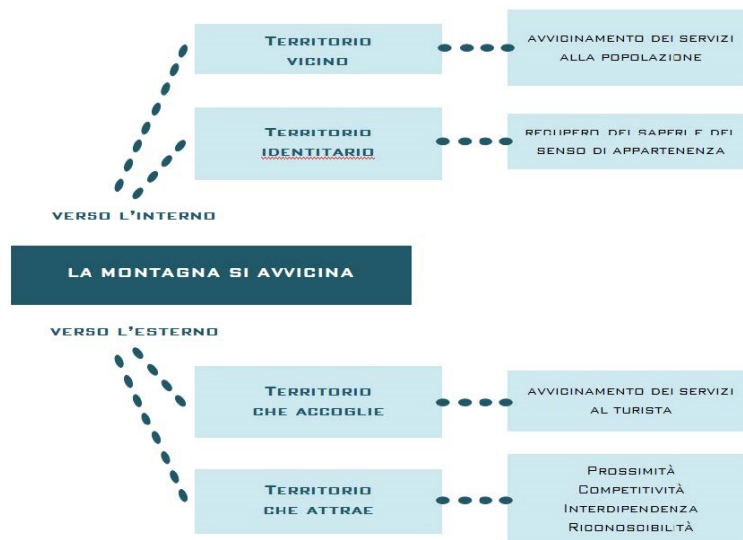 TERRITORIO
VICINO
AVVICINAMENTO DEI SERVIZI
ALLA POPOLAZIONE
TERRITORIO
IDENTITARIO
RECUPERO DEI SAPERI E DEL
SENSO DI APPARTENENZA
VERSO L'INTERNO
LA MONTAGNA SI AVVICINA
VERSO L'ESTERNO
TERRITORIO
CHE ACCOGLIE
AVVICINAMENTO DEI SERVIZI
AL TURISTA
TERRITORIO
CHE ATTRAE
PROSSIMITÀ
COMPETITIVITÀ
INTERDIPENDENZA
RICONOSCIBILITÀ